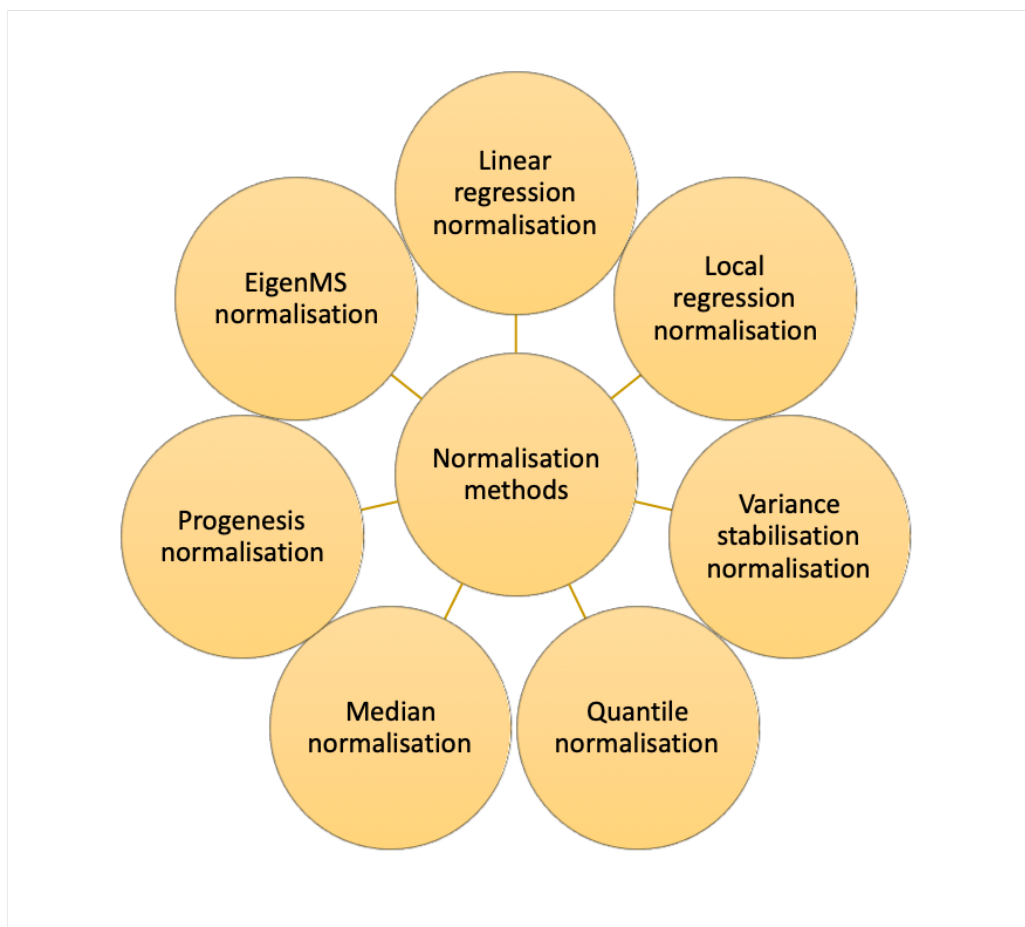 Linear
regression
normalisation
Local
regression
normalisation
Variance
stabilisation
normalisation
Quantile
normalisation
Median
normalisation
Progenesis
normalisation
EigenMS
normalisation
Normalisation
methods